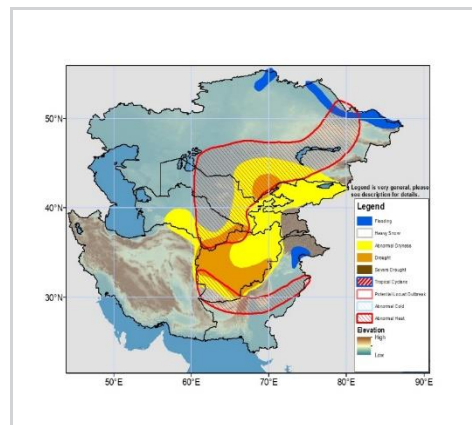 50°N
40°N
30°N
50°E
60°E
70°E
80°E
90°E
Legend is very general, please
see description for details.
Legend
Flooding
Heavy Snow
Abnormal Dryness
Drought
Severe Drought
Tropical Cyclone
Potential Locust Outbreak
Abnormal Cold
Abnormal Heat
Elevation
High
Low